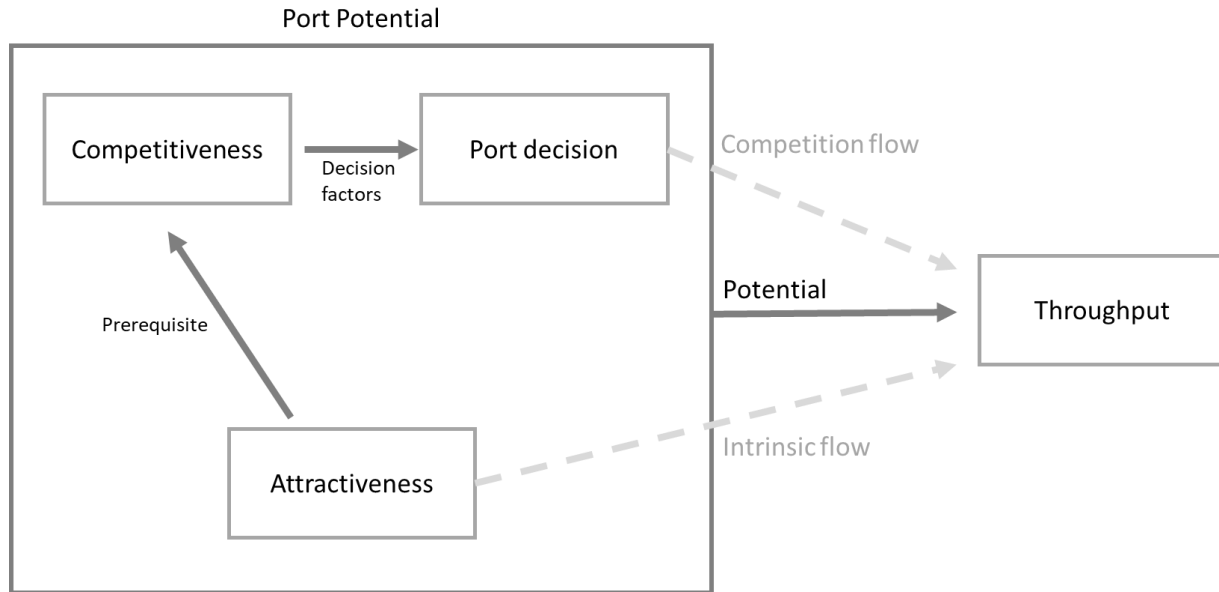 Port Potential
Competitiveness
Decision
factors
Port decision
Competition flow
Potential
Throughput
Prerequisite
Intrinsic flow
Attractiveness